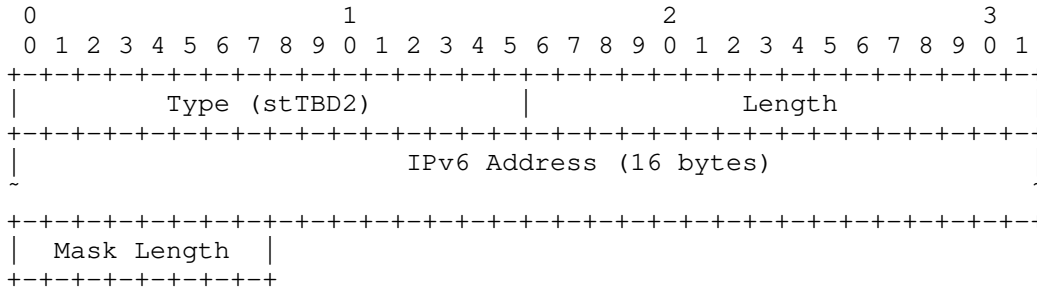 0                   1                   2                   3
 0 1 2 3 4 5 6 7 8 9 0 1 2 3 4 5 6 7 8 9 0 1 2 3 4 5 6 7 8 9 0 1
+-+-+-+-+-+-+-+-+-+-+-+-+-+-+-+-+-+-+-+-+-+-+-+-+-+-+-+-+-+-+-+--
|         Type (stTBD2)         |             Length
+-+-+-+-+-+-+-+-+-+-+-+-+-+-+-+-+-+-+-+-+-+-+-+-+-+-+-+-+-+-+-+--
|                        IPv6 Address (16 bytes)
~                                                               ~
+-+-+-+-+-+-+-+-+-+-+-+-+-+-+-+-+-+-+-+-+-+-+-+-+-+-+-+-+-+-+-+--
|  Mask Length  |
+-+-+-+-+-+-+-+-+